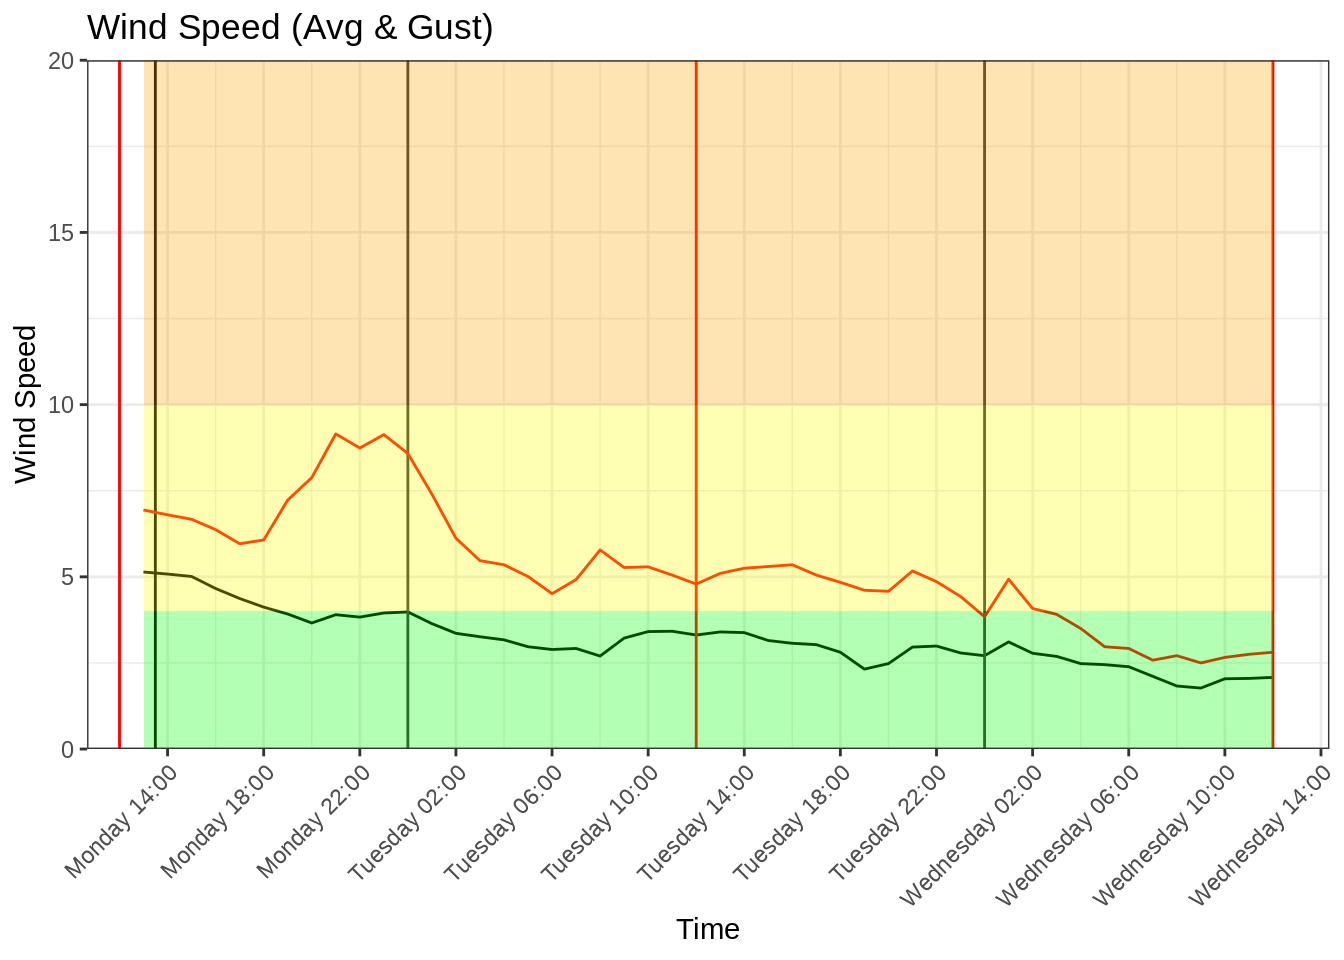 Wind Speed (Avg & Gust)
20
15
10
5
0
Wind Speed
Monday 14:00
Monday 18:00
Monday 22:00
Tuesday 02:00
Tuesday 06:00
Tuesday 10:00
Tuesday 14:00
Tuesday 18:00
Tuesday 22:00
Wednesday 02:00
Wednesday 06:00
Wednesday 10:00
Wednesday 14:00
Time